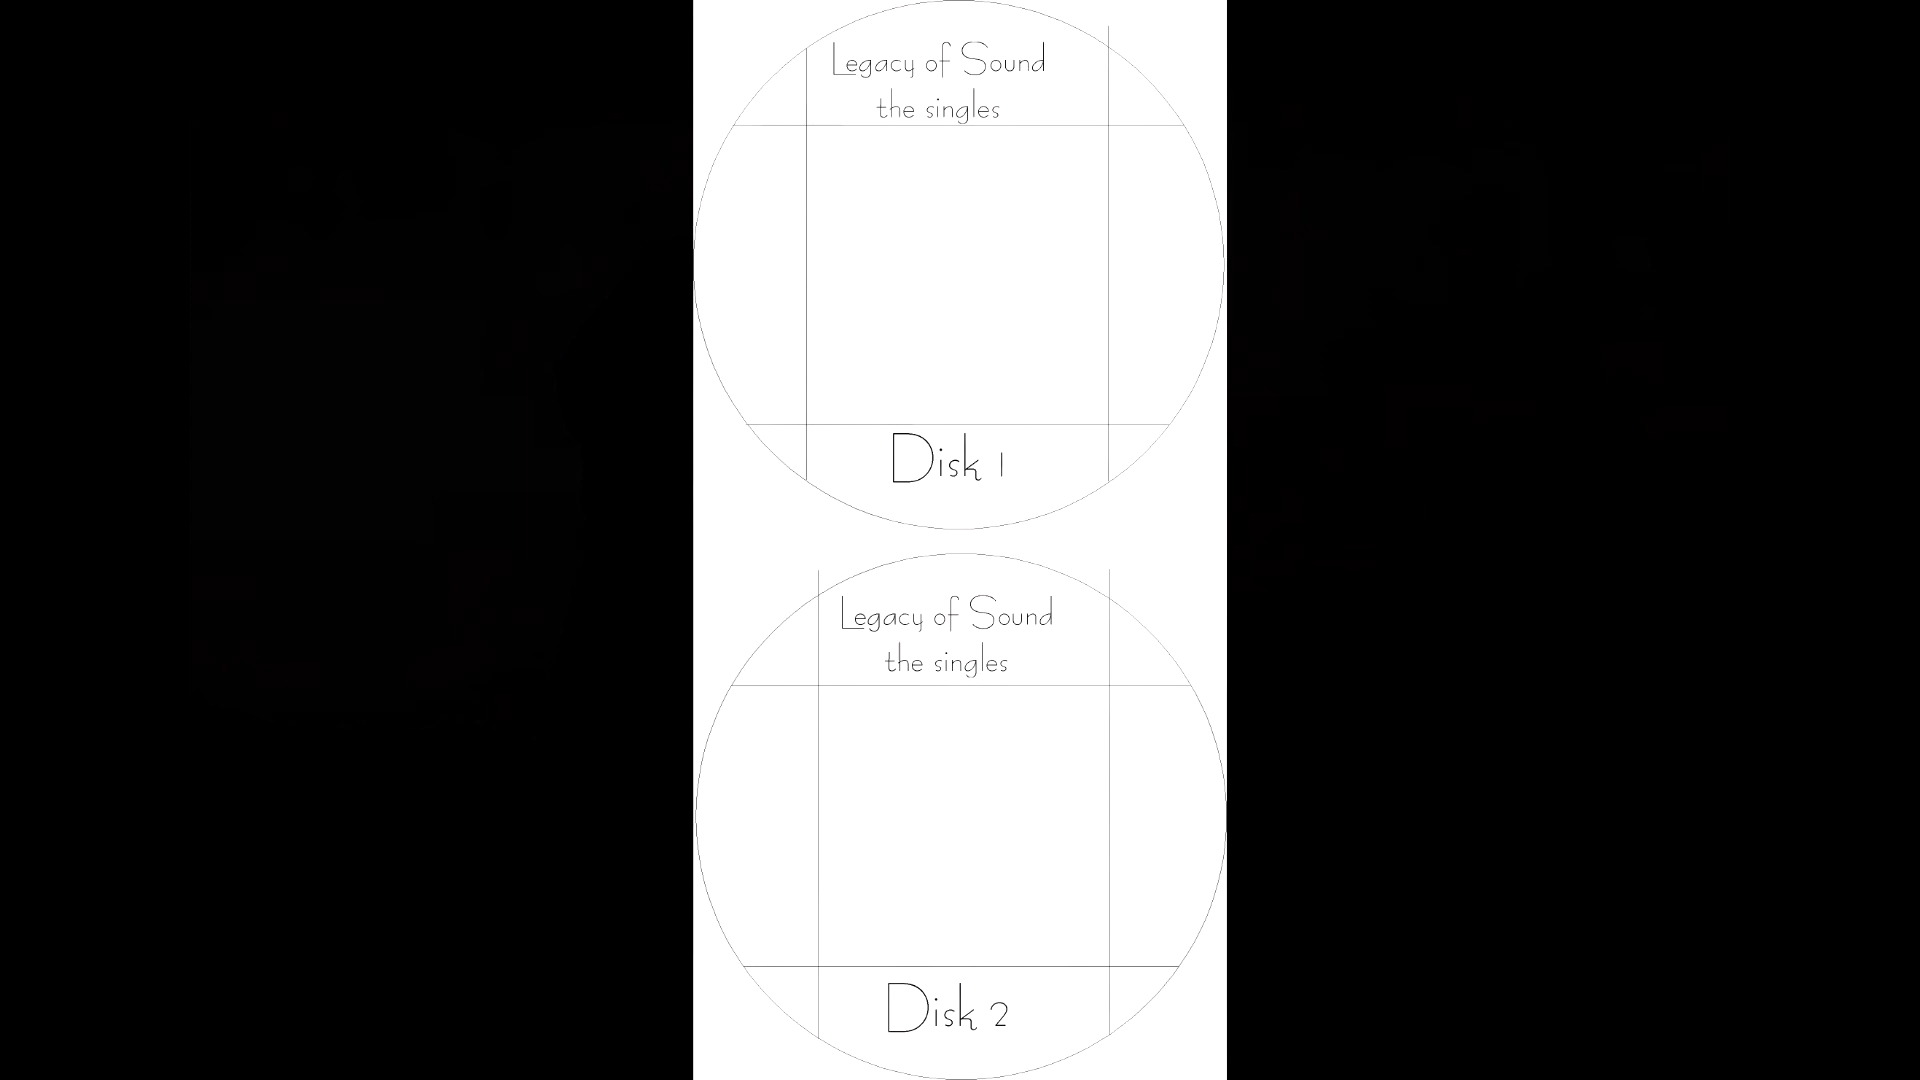 Legacy of Sound
the singles
Disk 1
Legacy of Sound
the singles
Disk 2